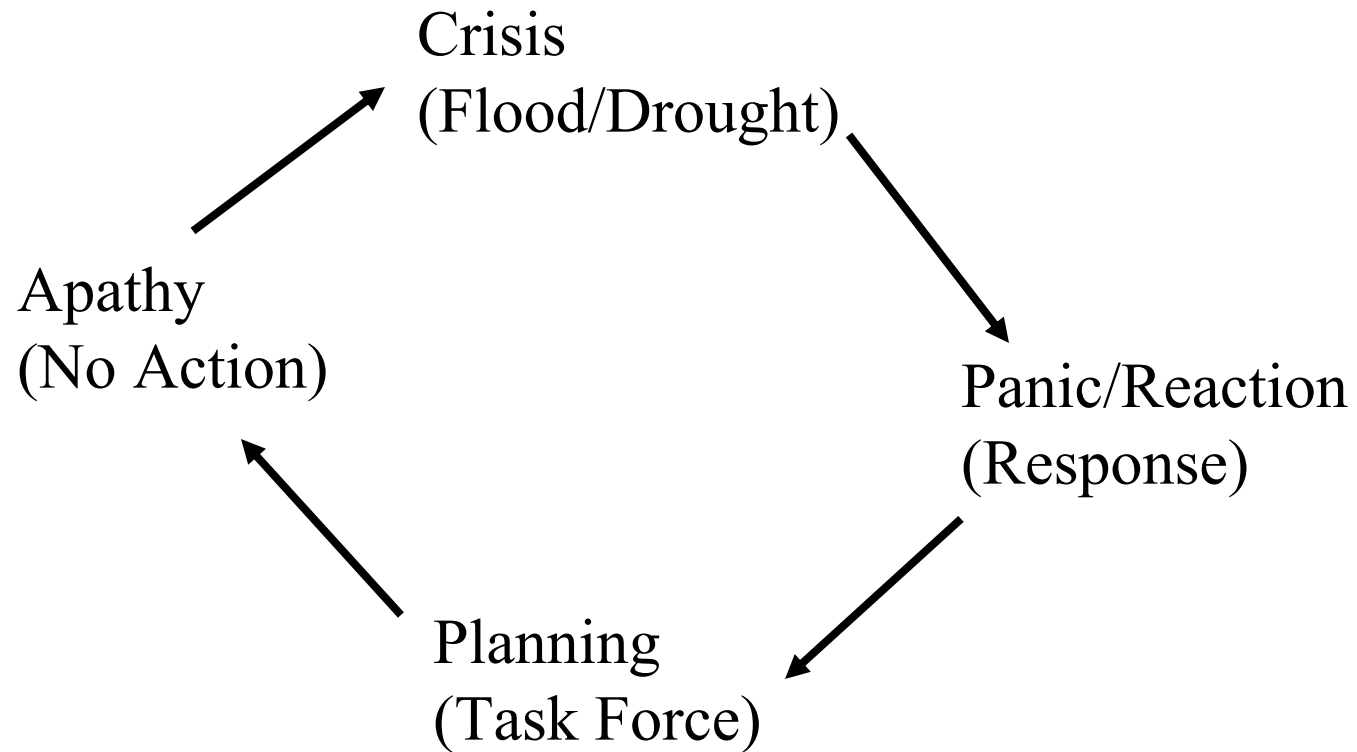 Crisis
(Flood/Drought)
Apathy
(No Action)
Panic/Reaction
(Response)
Planning
(Task Force)